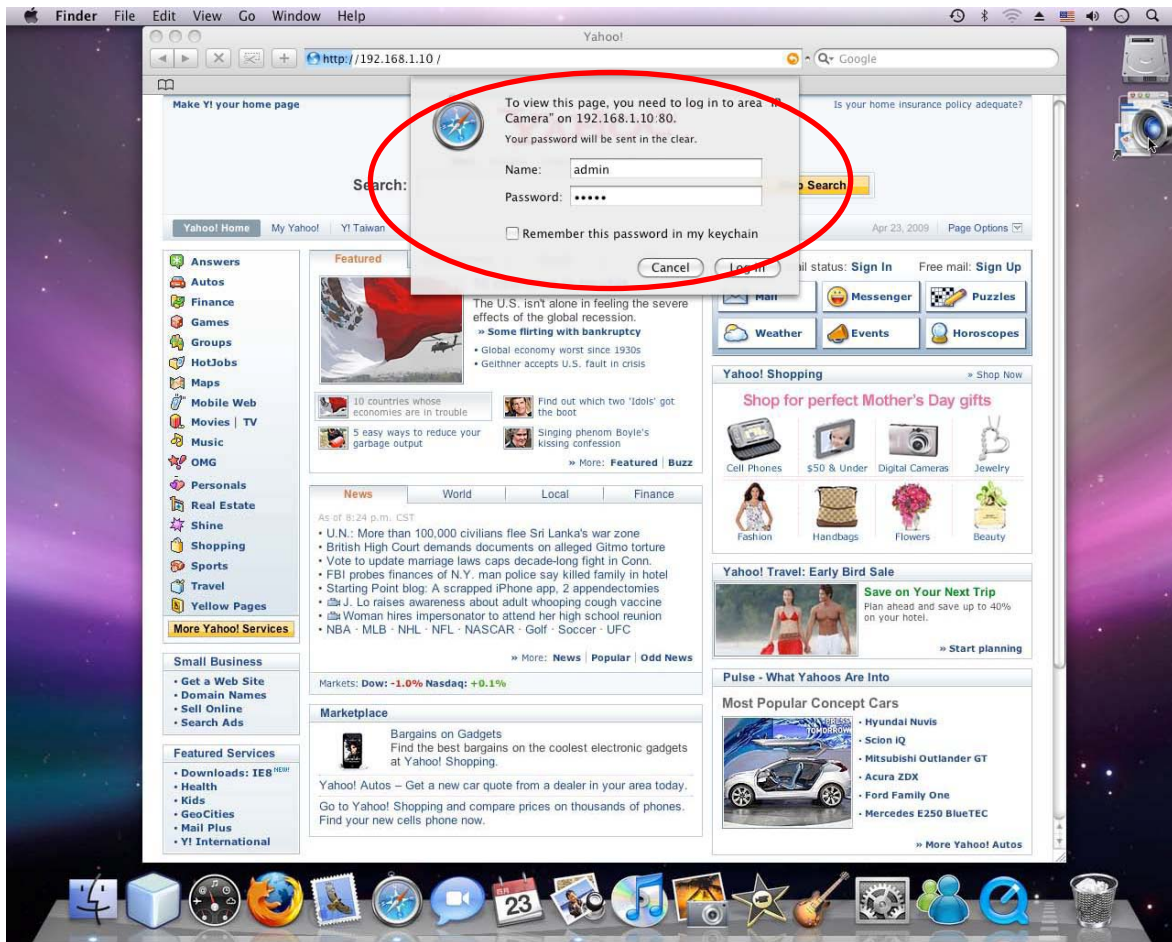 Finder File Edit View Go Window Help
Yahoo!
http://192.168.1.10/
Google
Make Y! your home page
Is your home insurance policy adequate?
To view this page, you need to log in to area "IP
Camera" on 192.168.1.10:80.
Your password will be sent in the clear.
Name: admin
Password: •••••
Remember this password in my keychain
Cancel Log In
Search:
Search
Yahoo! Home My Yahoo! Y! Taiwan
Apr 23, 2009 Page Options
Answers
Autos
Finance
Games
Groups
HotJobs
Maps
Mobile Web
Movies | TV
Music
OMG
Personals
Real Estate
Shine
Shopping
Sports
Travel
Yellow Pages
More Yahoo! Services
Small Business
• Get a Web Site
• Domain Names
• Sell Online
• Search Ads
Featured Services
• Downloads: IE8 NEW!
• Health
• Kids
• GeoCities
• Mail Plus
• Y! International
Featured
The U.S. isn't alone in feeling the severe
effects of the global recession.
» Some flirting with bankruptcy
• Global economy worst since 1930s
• Geithner accepts U.S. fault in crisis
10 countries whose
economies are in trouble
Find out which two 'Idols' got
the boot
5 easy ways to reduce your
garbage output
Singing phenom Boyle's
kissing confession
» More: Featured | Buzz
News World Local Finance
As of 8:24 p.m. CST
• U.N.: More than 100,000 civilians flee Sri Lanka's war zone
• British High Court demands documents on alleged Gitmo torture
• Vote to update marriage laws caps decade-long fight in Conn.
• FBI probes finances of N.Y. man police say killed family in hotel
• Starting Point blog: A scrapped iPhone app, 2 appendectomies
• J. Lo raises awareness about adult whooping cough vaccine
• Woman hires impersonator to attend her high school reunion
• NBA · MLB · NHL · NFL · NASCAR · Golf · Soccer · UFC
» More: News | Popular | Odd News
Markets: Dow: -1.0% Nasdaq: +0.1%
Marketplace
Bargains on Gadgets
Find the best bargains on the coolest electronic gadgets
at Yahoo! Shopping.
Yahoo! Autos – Get a new car quote from a dealer in your area today.
Go to Yahoo! Shopping and compare prices on thousands of phones.
Find your new cells phone now.
status: Sign In Free mail: Sign Up
Mail Messenger Puzzles
Weather Events Horoscopes
Yahoo! Shopping » Shop Now
Shop for perfect Mother's Day gifts
Cell Phones $50 & Under Digital Cameras Jewelry
Fashion Handbags Flowers Beauty
Yahoo! Travel: Early Bird Sale
Save on Your Next Trip
Plan ahead and save up to 40%
on your hotel.
» Start planning
Pulse - What Yahoos Are Into
Most Popular Concept Cars
• Hyundai Nuvis
• Scion iQ
• Mitsubishi Outlander GT
• Acura ZDX
• Ford Family One
• Mercedes E250 BlueTEC
» More Yahoo! Autos
23